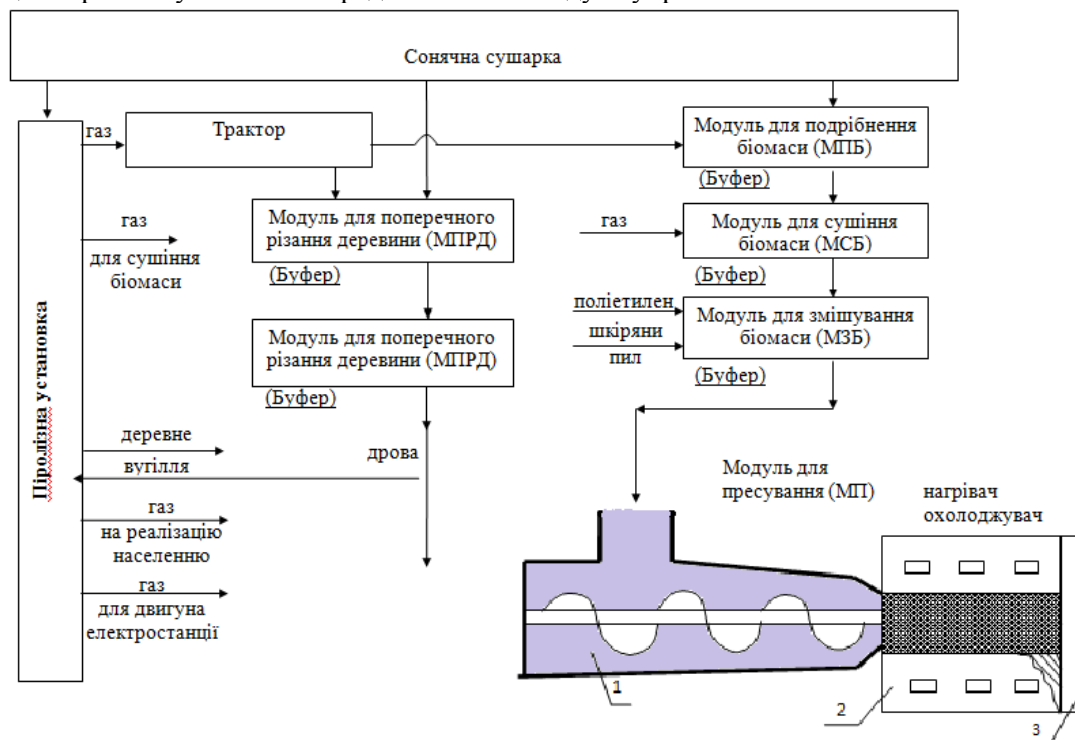 Сонячна сушарка
газ
Трактор
Модуль для подрібнення
біомаси (МПБ)
(Буфер)
Піролізна установка
газ
для сушіння
біомаси
Модуль для поперечного
різання деревини (МПРД)
(Буфер)
газ
Модуль для сушіння
біомаси (МСБ)
(Буфер)
Модуль для поперечного
різання деревини (МПРД)
(Буфер)
поліетилен
шкіряни
пил
Модуль для змішування
біомаси (МЗБ)
(Буфер)
деревне
вугілля
дрова
газ
на реалізацію
населенню
газ
для двигуна
електростанції
Модуль для
пресування (МП)
нагрівач
охолоджувач
1
2
3